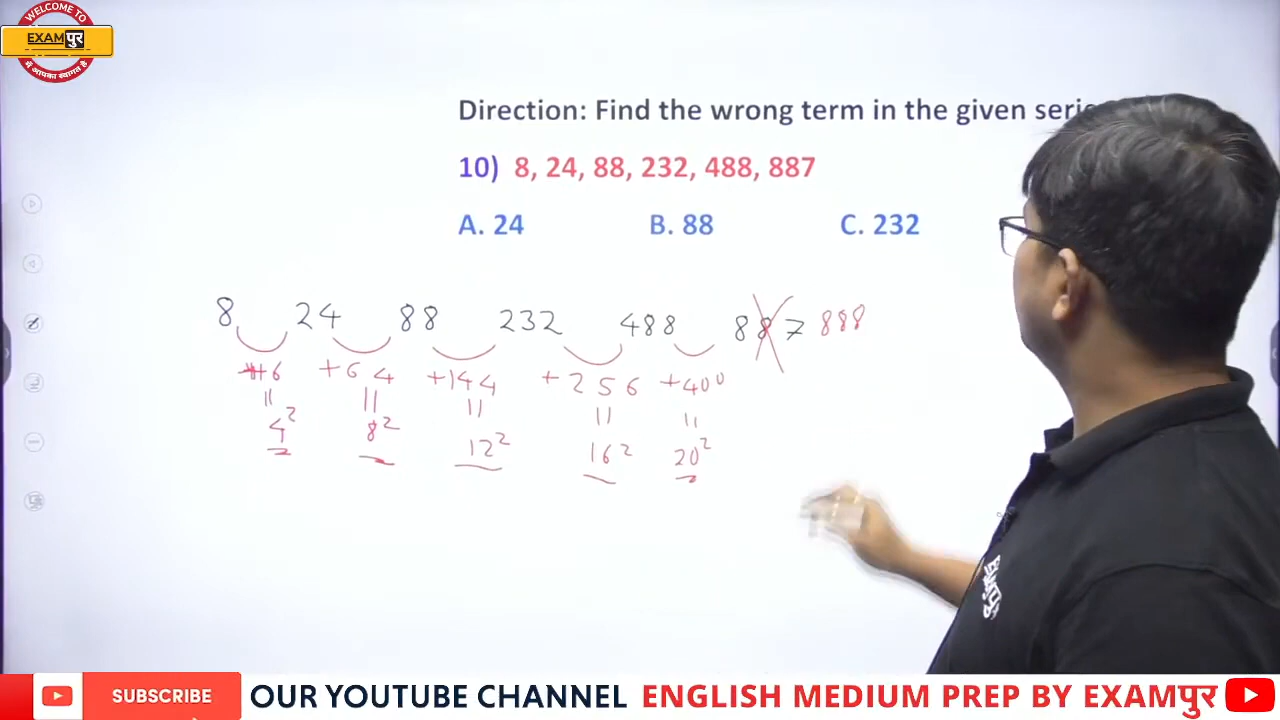 WELCOME TO
EXAMपुर
में आपका स्वागत है
Direction: Find the wrong term in the given
10) 8, 24, 88, 232, 488, 887
A. 24 B. 88 C. 232
8 24 88 232 488 887 888
+16 +64 +144 +256 +400
= = = = =
4² 8² 12² 16² 20²
SUBSCRIBE OUR YOUTUBE CHANNEL ENGLISH MEDIUM PREP BY EXAMपुर